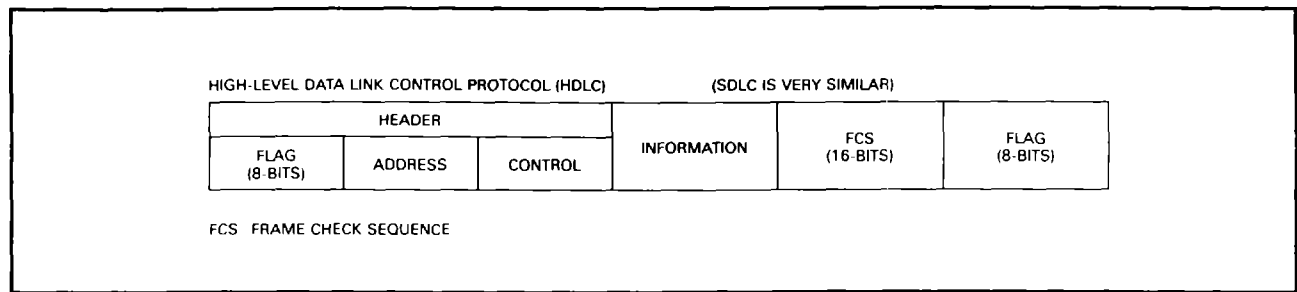 HIGH-LEVEL DATA LINK CONTROL PROTOCOL (HDLC) (SDLC IS VERY SIMILAR)
HEADER
FLAG
(8-BITS)
ADDRESS
CONTROL
INFORMATION
FCS
(16-BITS)
FLAG
(8-BITS)
FCS FRAME CHECK SEQUENCE